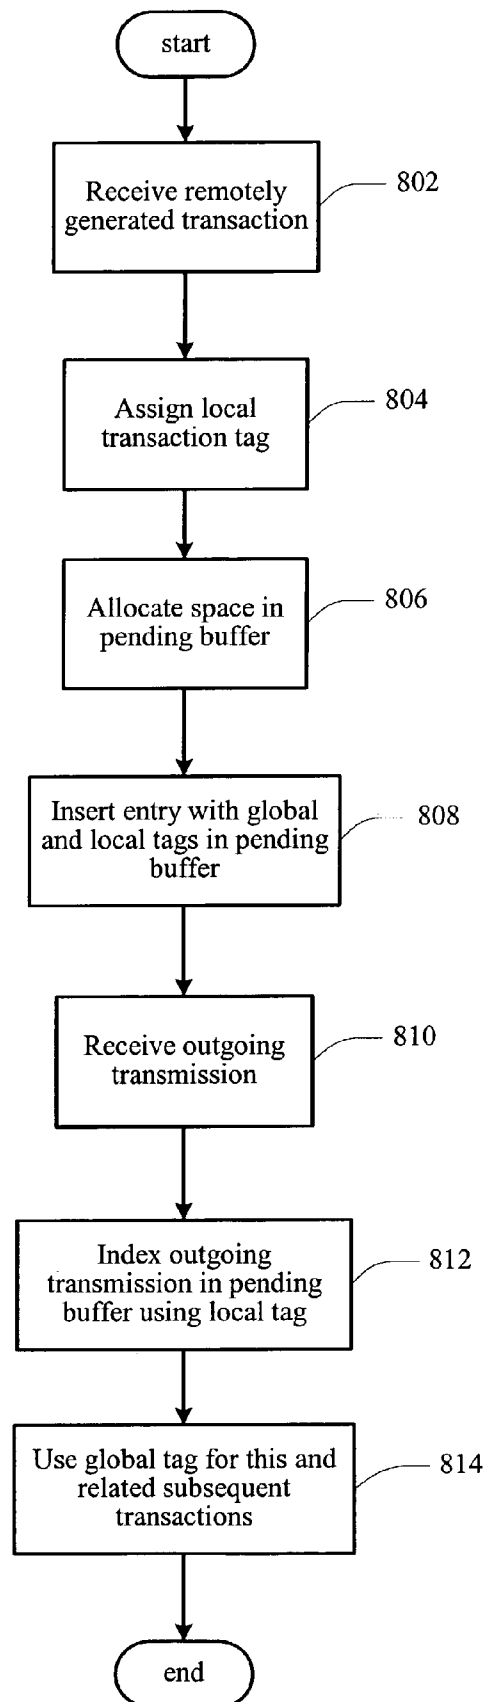 start
Receive remotely
generated transaction
802
Assign local
transaction tag
804
Allocate space in
pending buffer
806
Insert entry with global
and local tags in pending
buffer
808
Receive outgoing
transmission
810
Index outgoing
transmission in pending
buffer using local tag
812
Use global tag for this and
related subsequent
transactions
814
end